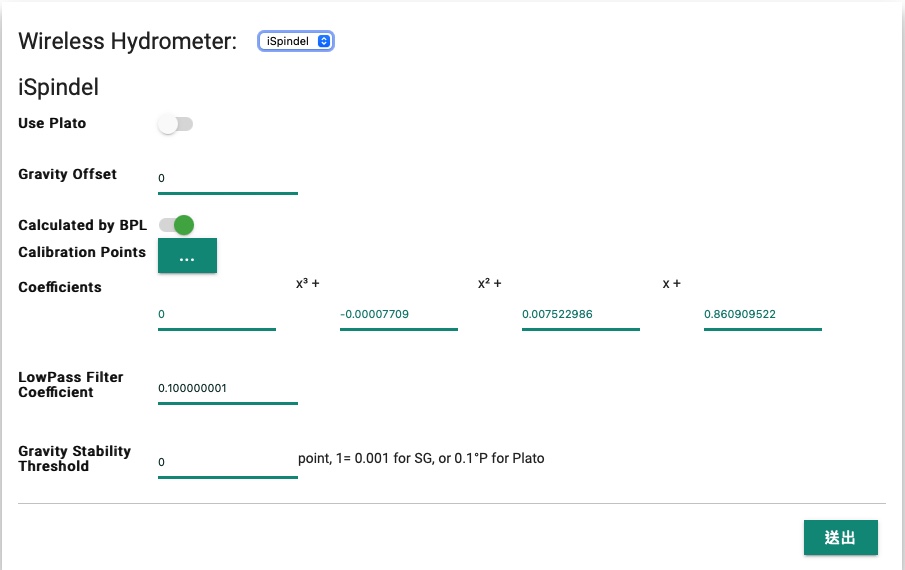 Wireless Hydrometer: iSpindel
iSpindel
Use Plato
Gravity Offset 0
Calculated by BPL
Calibration Points ...
Coefficients x³ + x² + x +
0 -0.00007709 0.007522986 0.860909522
LowPass Filter
Coefficient 0.100000001
Gravity Stability
Threshold 0 point, 1= 0.001 for SG, or 0.1°P for Plato
送出